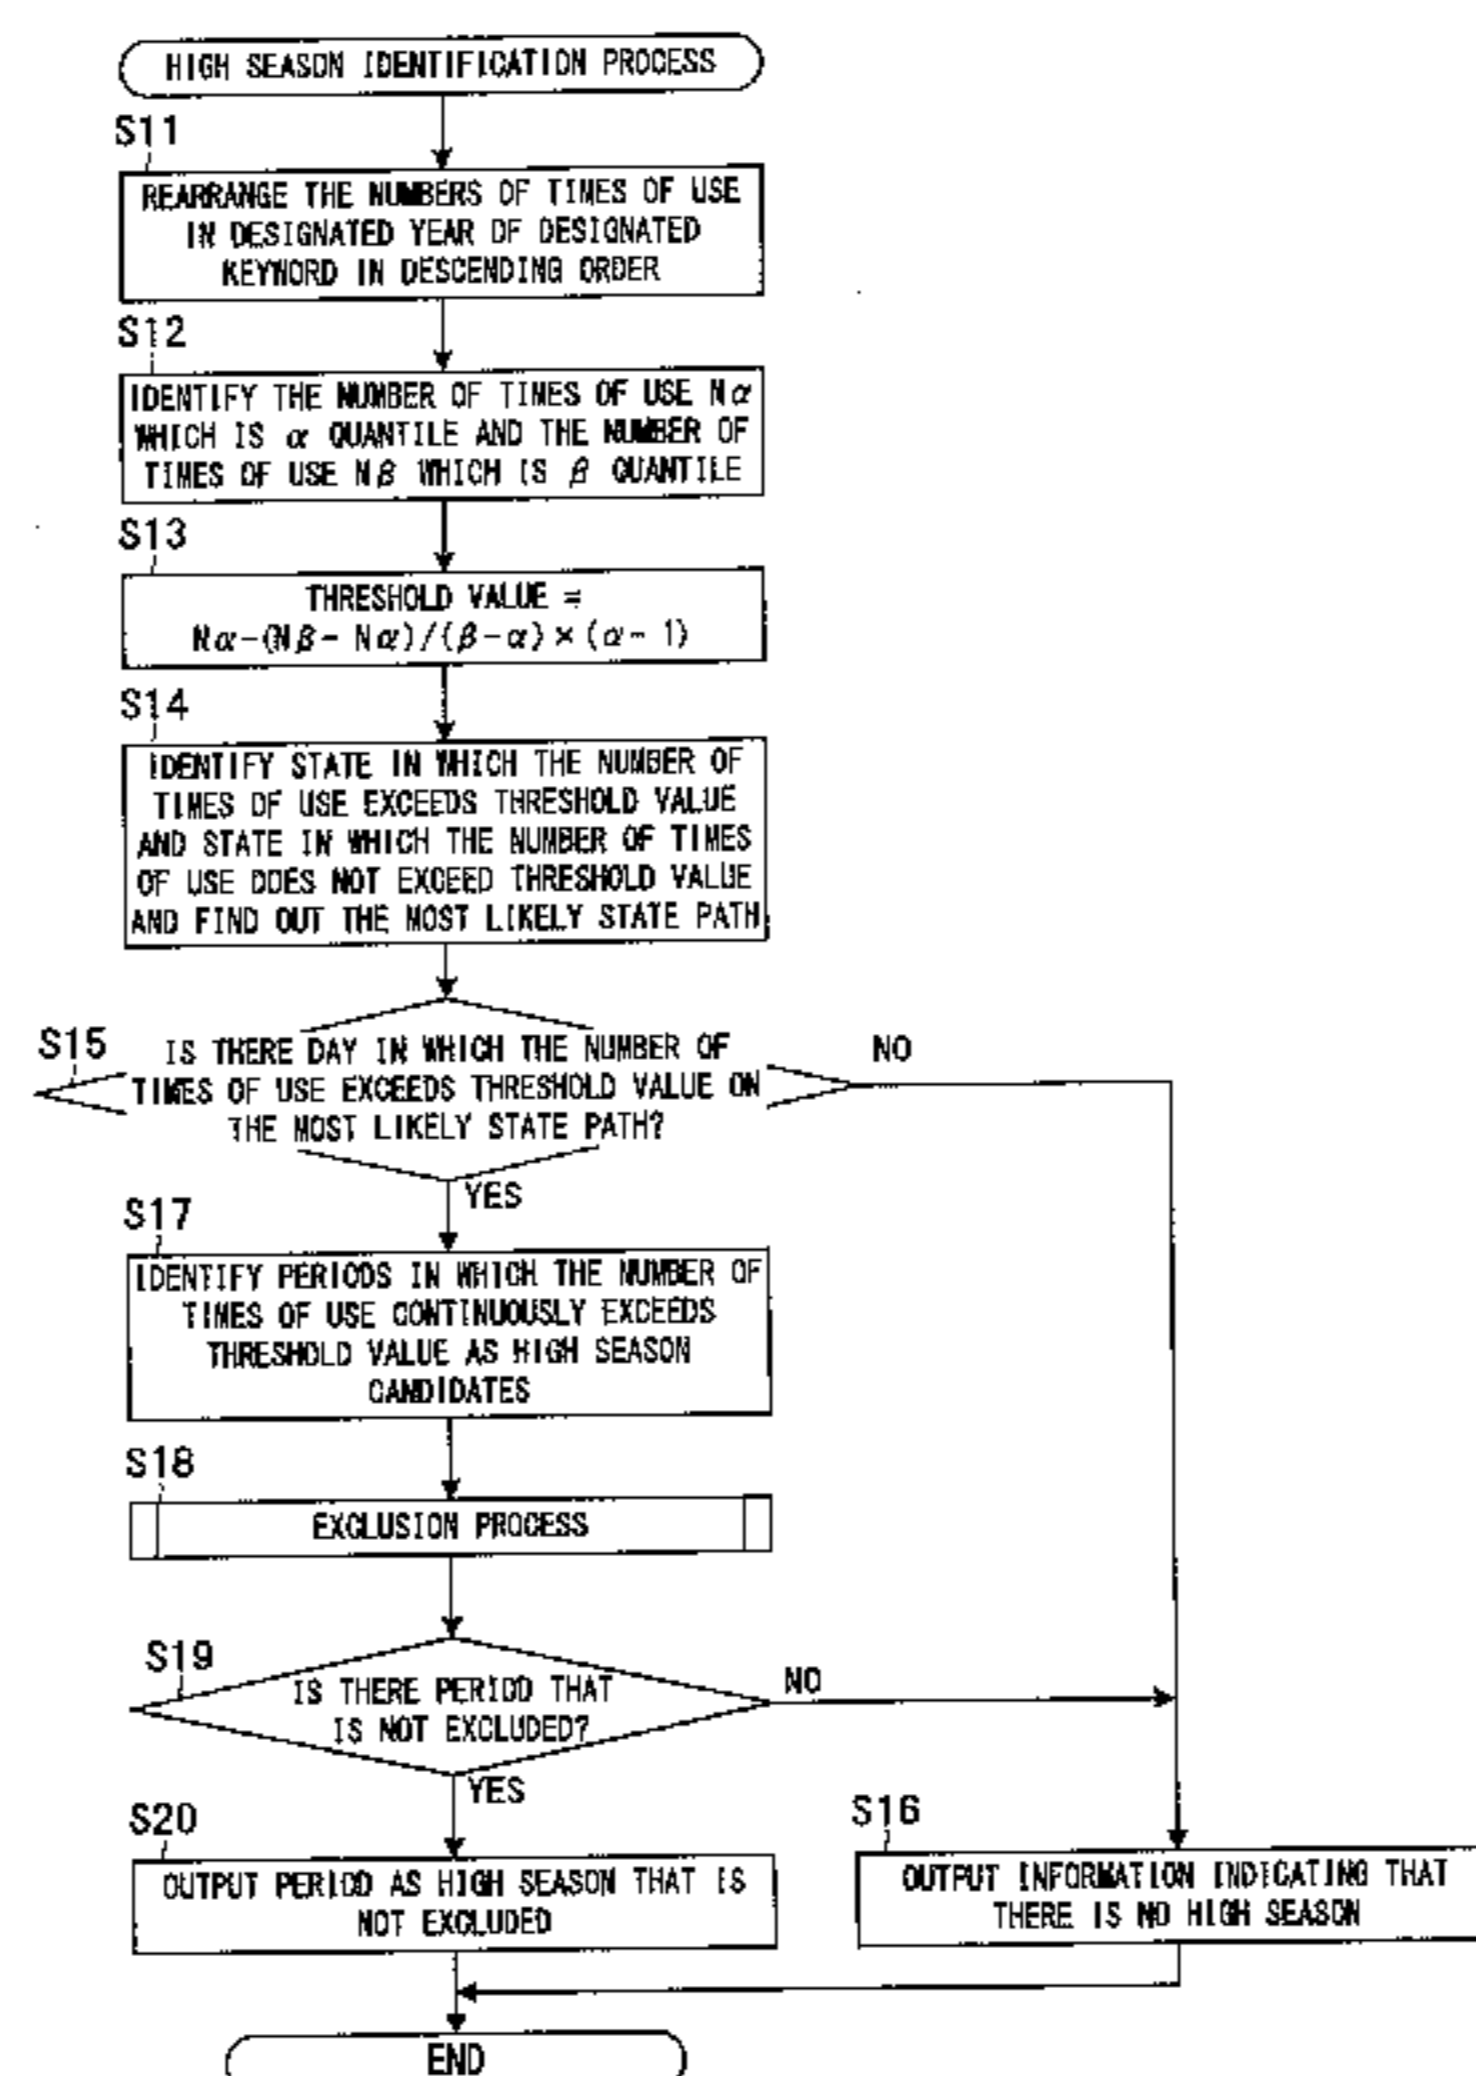 HIGH SEASON IDENTIFICATION PROCESS
S11
REARRANGE THE NUMBERS OF TIMES OF USE
IN DESIGNATED YEAR OF DESIGNATED
KEYWORD IN DESCENDING ORDER
S12
IDENTIFY THE NUMBER OF TIMES OF USE Nα
WHICH IS α QUANTILE AND THE NUMBER OF
TIMES OF USE Nβ WHICH IS β QUANTILE
S13
THRESHOLD VALUE =
Nα-(Nβ- Nα)/(β-α)×(α- 1)
S14
IDENTIFY STATE IN WHICH THE NUMBER OF
TIMES OF USE EXCEEDS THRESHOLD VALUE
AND STATE IN WHICH THE NUMBER OF TIMES
OF USE DOES NOT EXCEED THRESHOLD VALUE
AND FIND OUT THE MOST LIKELY STATE PATH
S15
IS THERE DAY IN WHICH THE NUMBER OF
TIMES OF USE EXCEEDS THRESHOLD VALUE ON
THE MOST LIKELY STATE PATH?
NO
YES
S17
IDENTIFY PERIODS IN WHICH THE NUMBER OF
TIMES OF USE CONTINUOUSLY EXCEEDS
THRESHOLD VALUE AS HIGH SEASON
CANDIDATES
S18
EXCLUSION PROCESS
S19
IS THERE PERIOD THAT
IS NOT EXCLUDED?
NO
YES
S20
OUTPUT PERIOD AS HIGH SEASON THAT IS
NOT EXCLUDED
S16
OUTPUT INFORMATION INDICATING THAT
THERE IS NO HIGH SEASON
END